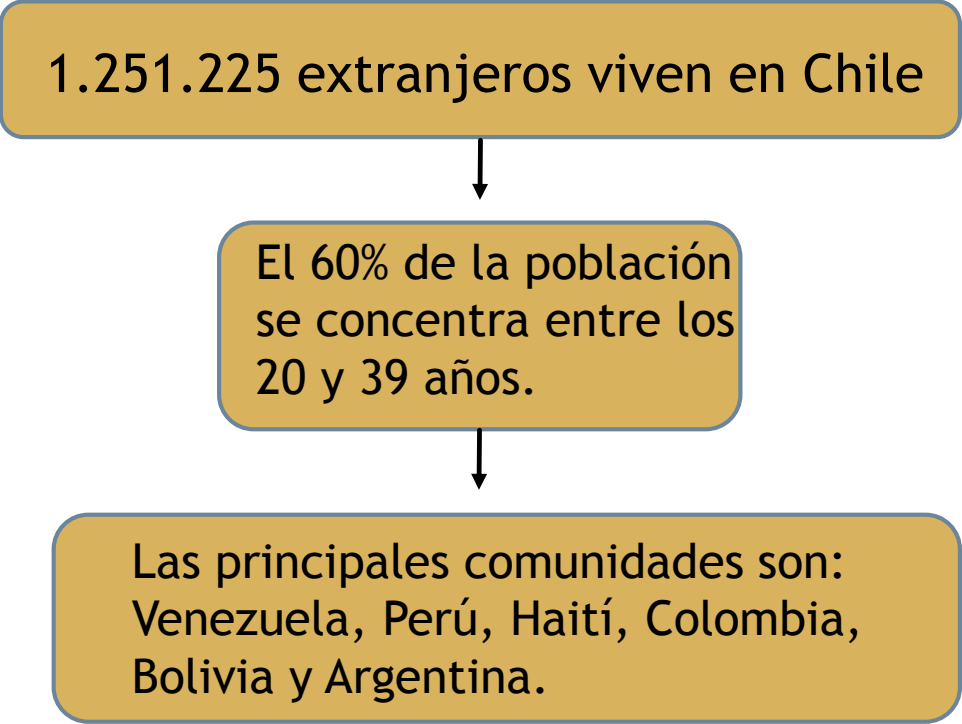 1.251.225 extranjeros viven en Chile
El 60% de la población
se concentra entre los
20 y 39 años.
Las principales comunidades son:
Venezuela, Perú, Haití, Colombia,
Bolivia y Argentina.